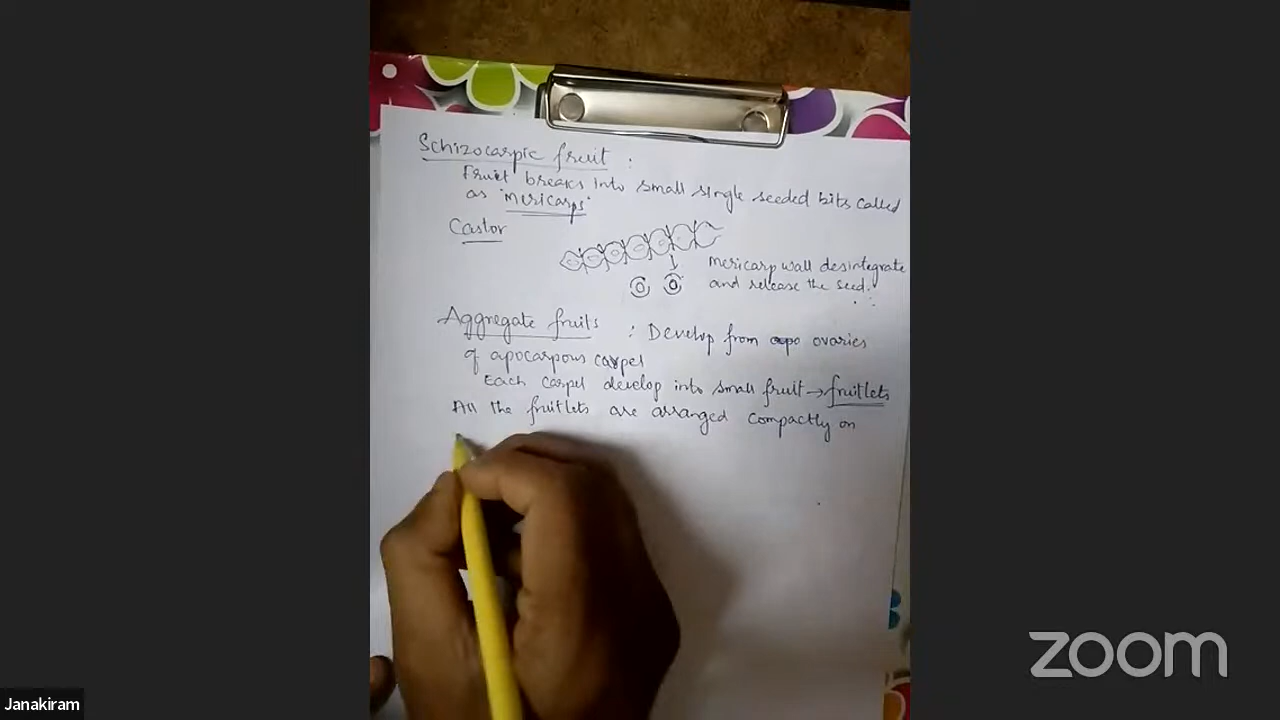 Schizocarpic fruit :
Fruit breaks into small single seeded bits called
as "mericarps"
Castor
Mericarp wall desintegrate
and release the seed.
Aggregate fruits : Develop from apo ovaries
of apocarpous carpel
Each carpel develop into small fruit → fruitlets
All the fruitlets are arranged compactly on
zoom
Janakiram